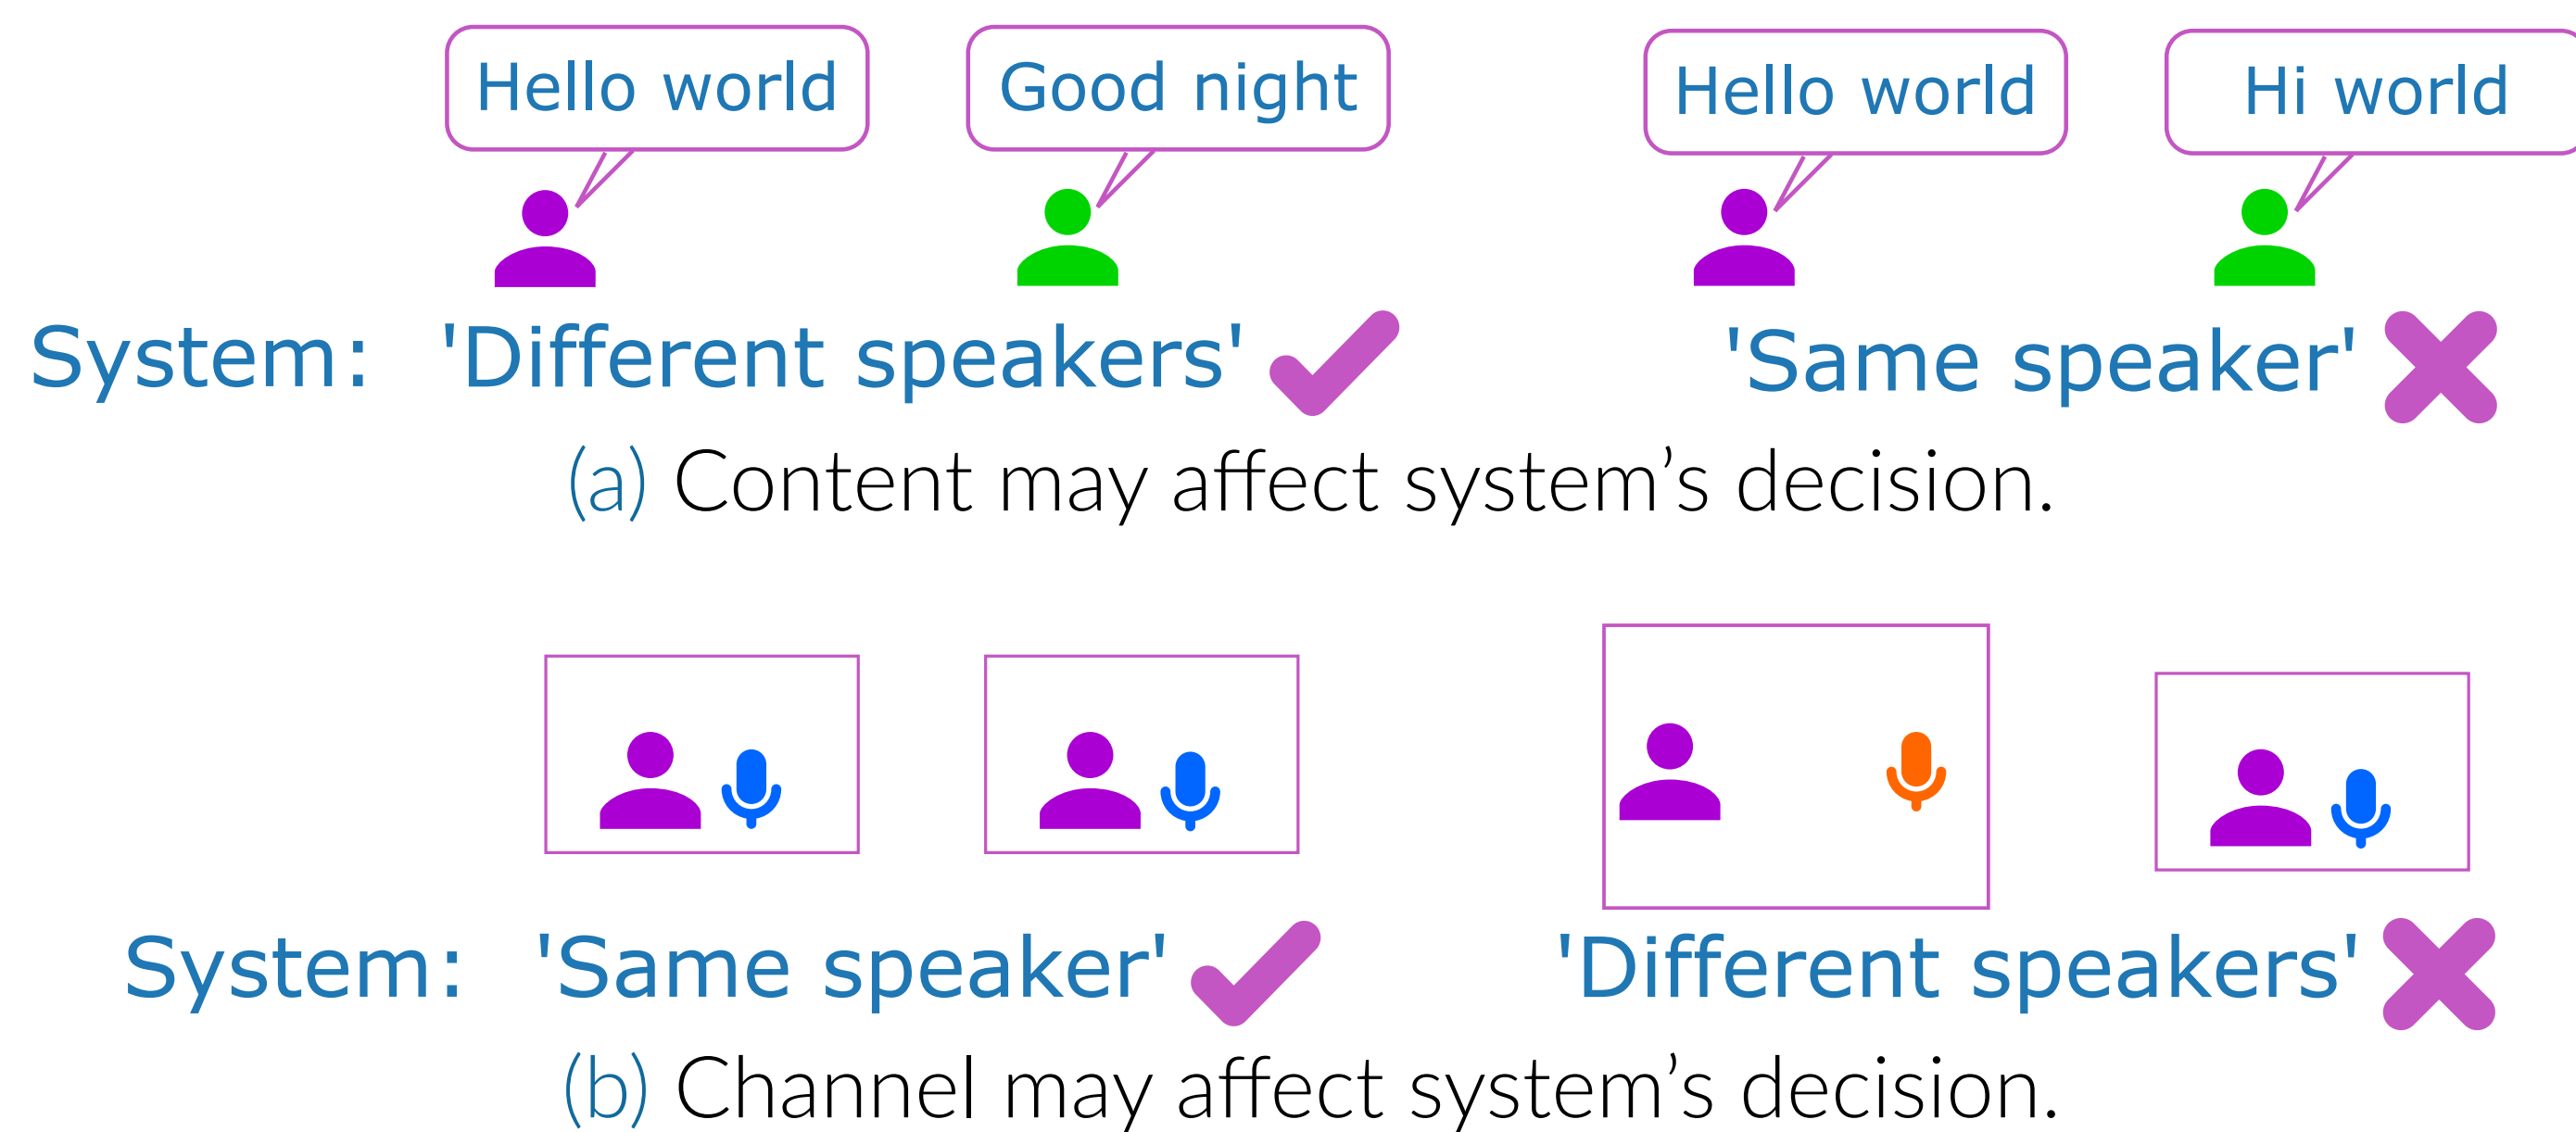 Hello world Good night Hello world Hi world
System: 'Different speakers' 'Same speaker'
(a) Content may affect system’s decision.
System: 'Same speaker' 'Different speakers'
(b) Channel may affect system’s decision.